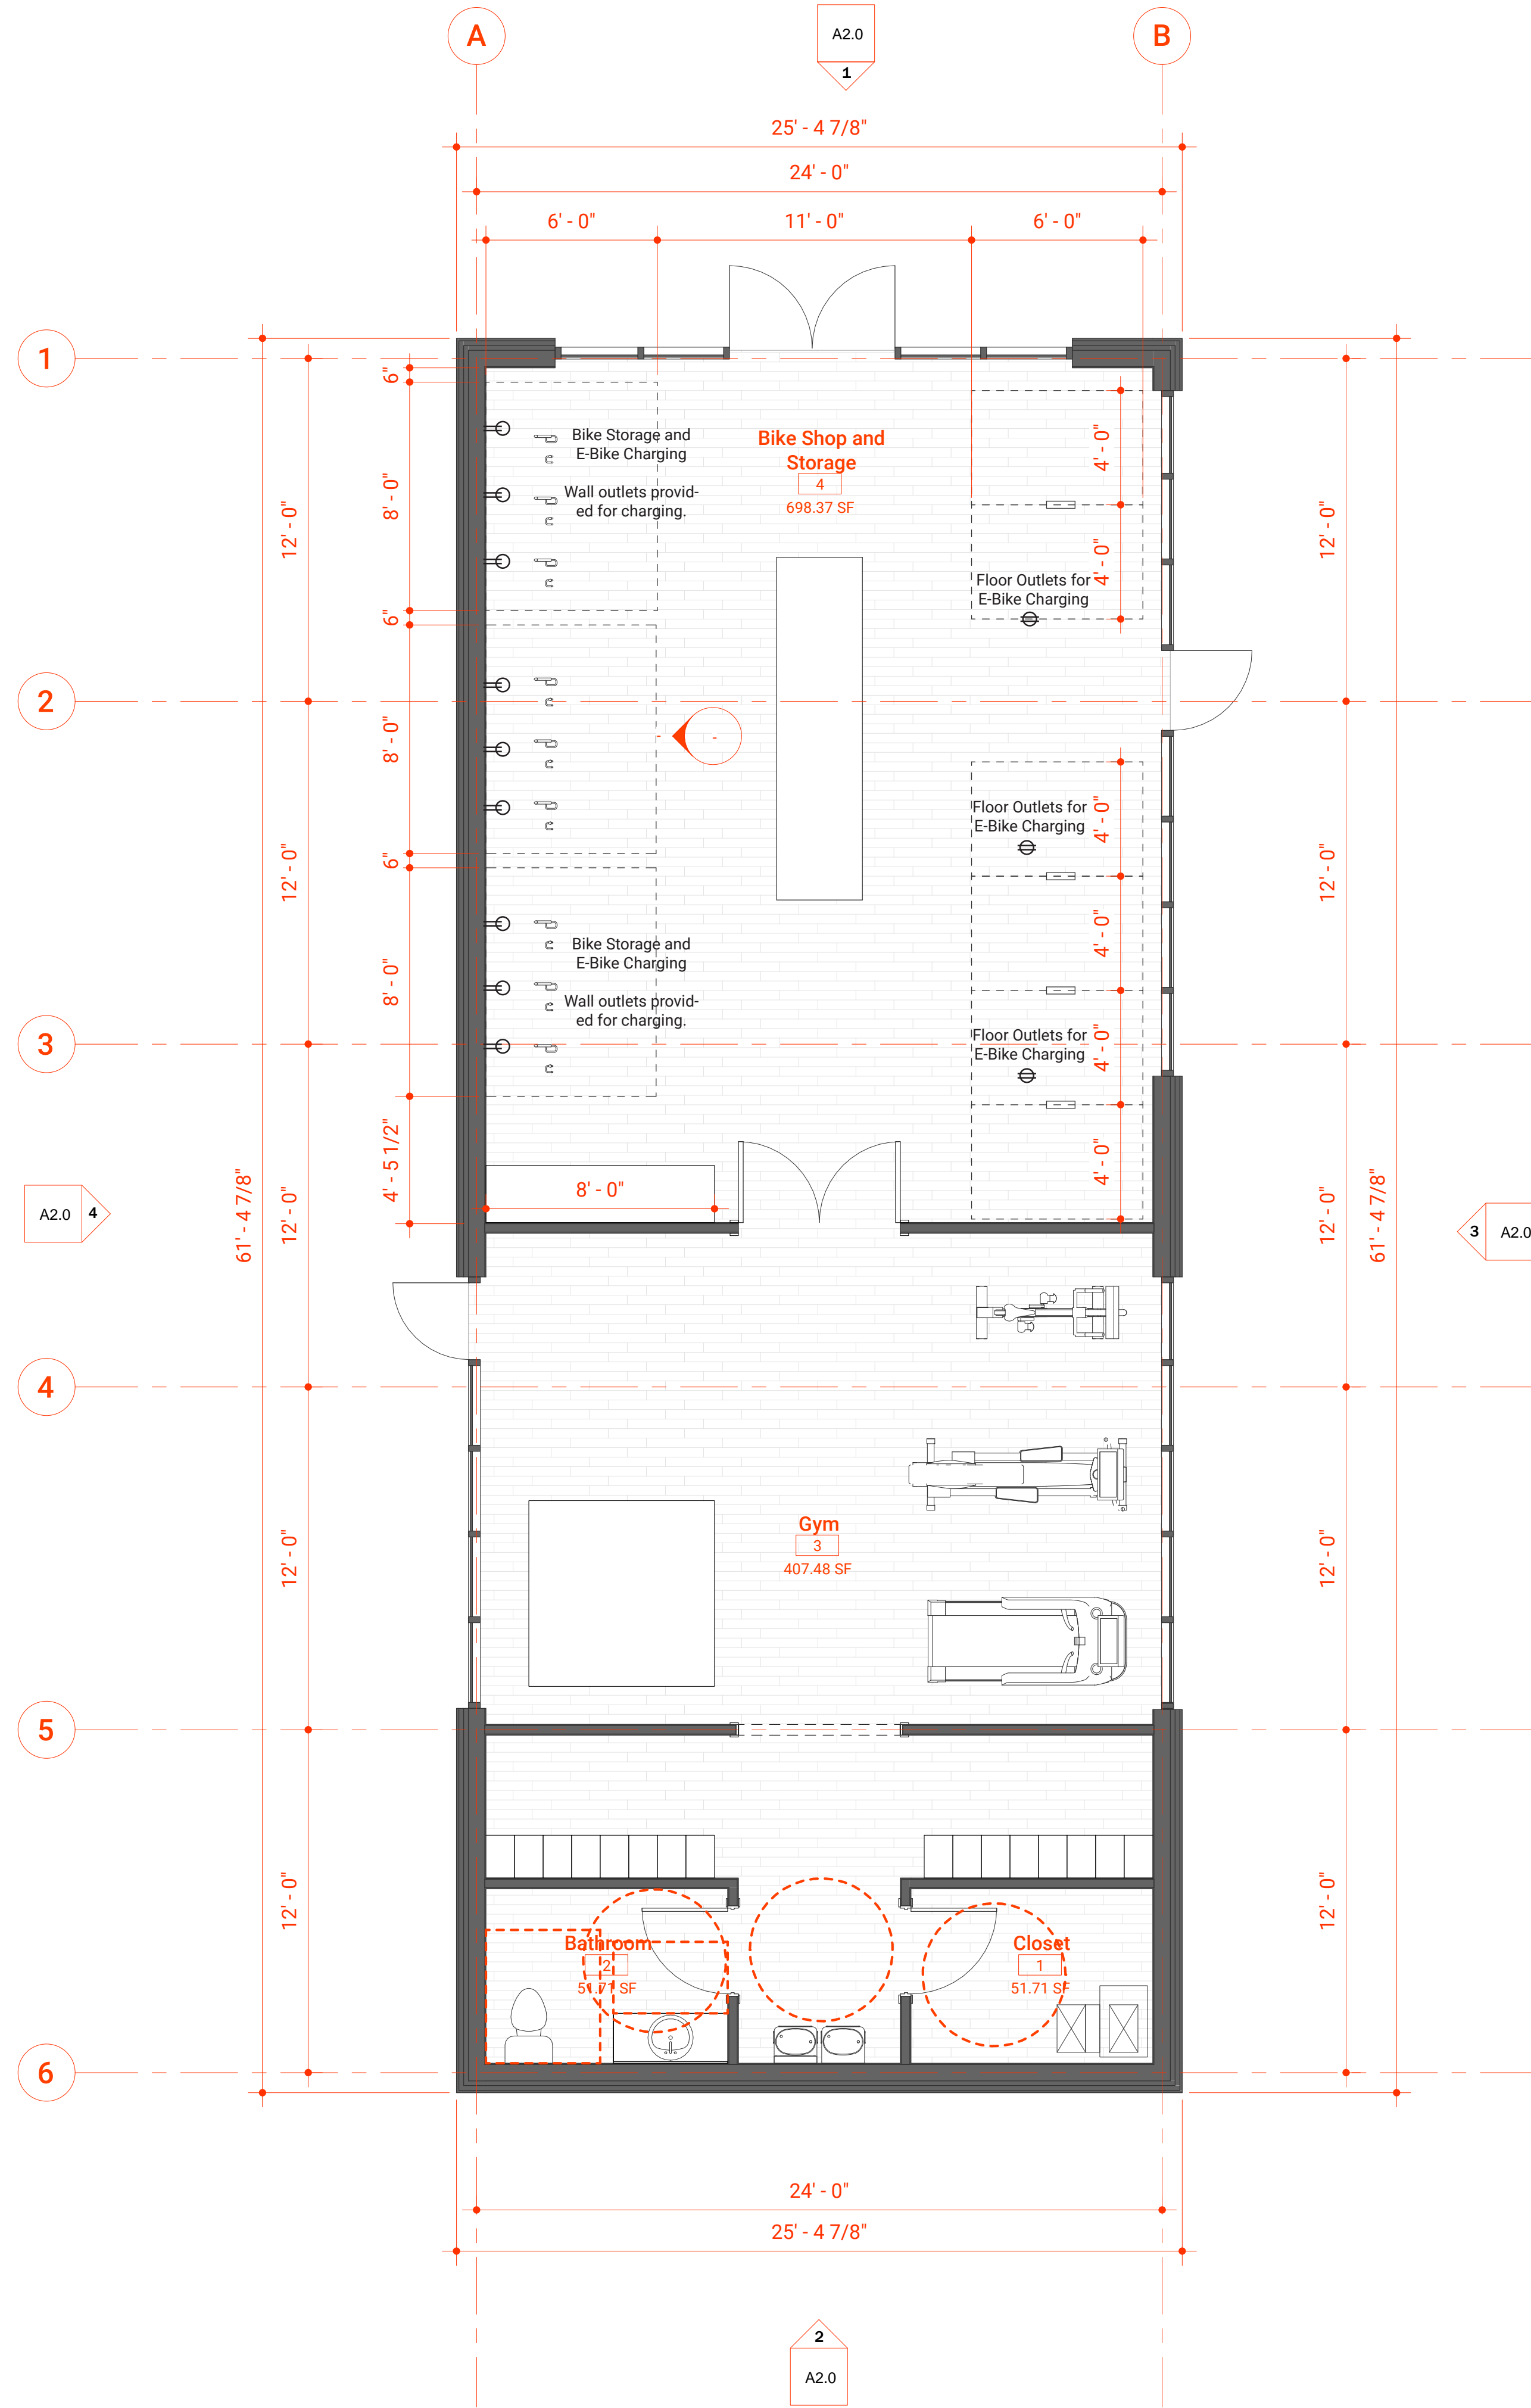 A
A2.0
1
B
25' - 4 7/8"
24' - 0"
6' - 0"
11' - 0"
6' - 0"
1
6"
Bike Storage and
E-Bike Charging
Wall outlets provid-
ed for charging.
Bike Shop and
Storage
4
698.37 SF
4' - 0"
8' - 0"
12' - 0"
12' - 0"
4' - 0"
Floor Outlets for
E-Bike Charging
6"
2
8' - 0"
-
Floor Outlets for
E-Bike Charging
4' - 0"
6"
12' - 0"
12' - 0"
4' - 0"
Bike Storage and
E-Bike Charging
Wall outlets provid-
ed for charging.
8' - 0"
3
Floor Outlets for
E-Bike Charging
4' - 0"
4' - 5 1/2"
4' - 0"
8' - 0"
A2.0
4
61' - 4 7/8"
12' - 0"
12' - 0"
61' - 4 7/8"
3
A2.0
4
Gym
3
407.48 SF
12' - 0"
12' - 0"
5
12' - 0"
12' - 0"
Bathroom
2
51.71 SF
Closet
1
51.71 SF
6
24' - 0"
25' - 4 7/8"
2
A2.0